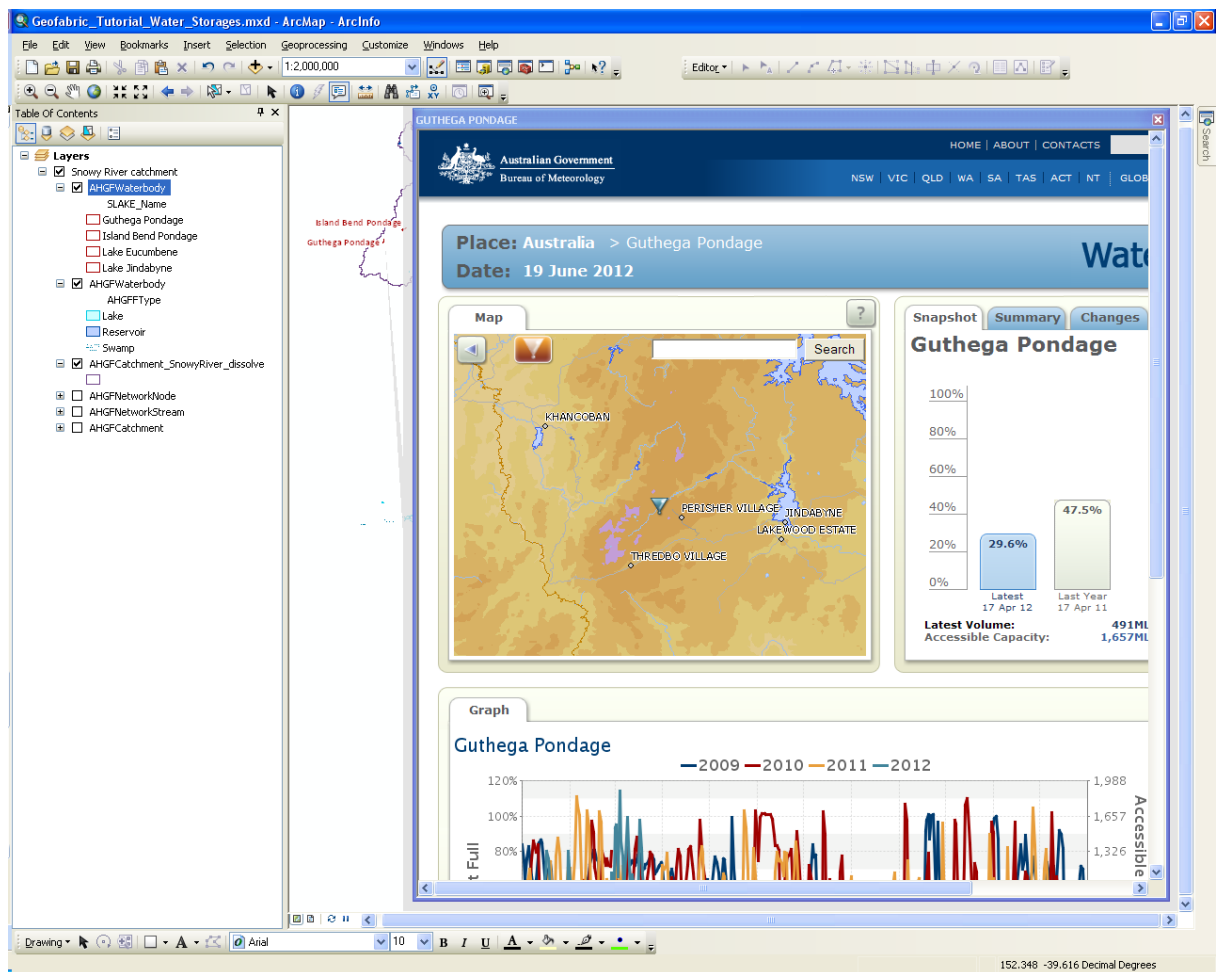 Geofabric_Tutorial_Water_Storages.mxd - ArcMap - ArcInfo
File Edit View Bookmarks Insert Selection Geoprocessing Customize Windows Help
1:2,000,000
Editor
Table Of Contents
Layers
Snowy River catchment
AHGFWaterbody
SLAKE_Name
Guthega Pondage
Island Bend Pondage
Lake Eucumbene
Lake Jindabyne
AHGFWaterbody
AHGFFType
Lake
Reservoir
Swamp
AHGFCatchment_SnowyRiver_dissolve
AHGFNetworkNode
AHGFNetworkStream
AHGFCatchment
Island Bend Pondage
Guthega Pondage
GUTHEGA PONDAGE
Australian Government
Bureau of Meteorology
HOME | ABOUT | CONTACTS
NSW | VIC | QLD | WA | SA | TAS | ACT | NT | GLOB
Place: Australia > Guthega Pondage
Date: 19 June 2012
Wate
Map
?
Search
KHANCOBAN
PERISHER VILLAGE
JINDABYNE
LAKEWOOD ESTATE
THREDBO VILLAGE
Snapshot Summary Changes
Guthega Pondage
100%
80%
60%
40%
20%
0%
47.5%
29.6%
Latest
17 Apr 12
Last Year
17 Apr 11
Latest Volume: 491ML
Accessible Capacity: 1,657ML
Graph
Guthega Pondage
2009 2010 2011 2012
120%
100%
80%
t Full
1,988
1,657
1,326
Accessible
Search
Drawing
A
Arial
10
B I U A
152.348 -39.616 Decimal Degrees